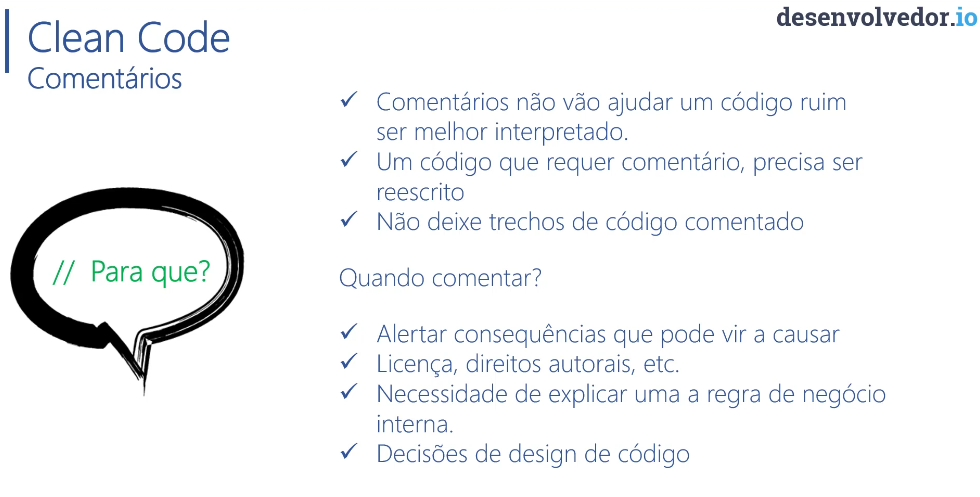 desenvolvedor.io
Clean Code
Comentários
// Para que?
✓ Comentários não vão ajudar um código ruim
ser melhor interpretado.
✓ Um código que requer comentário, precisa ser
reescrito
✓ Não deixe trechos de código comentado
Quando comentar?
✓ Alertar consequências que pode vir a causar
✓ Licença, direitos autorais, etc.
✓ Necessidade de explicar uma a regra de negócio
interna.
✓ Decisões de design de código